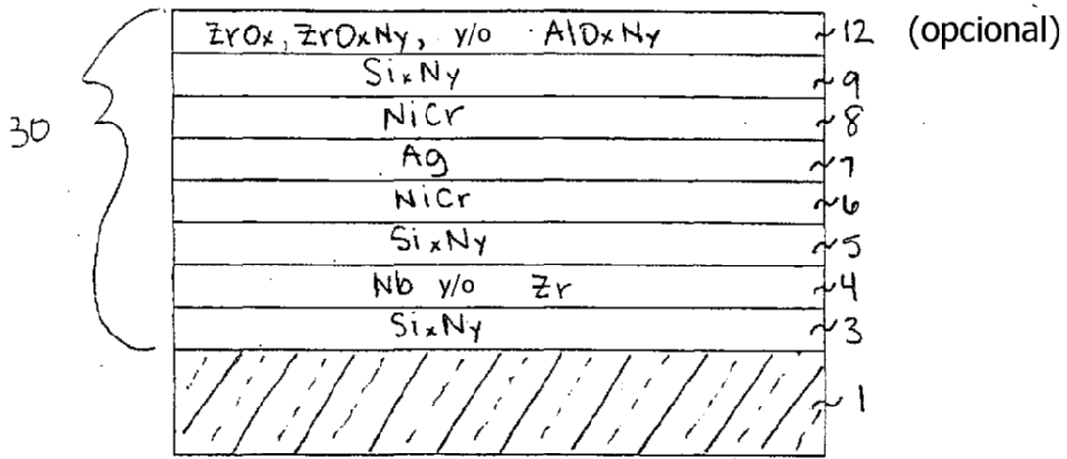 ZrOx, ZrOxNy, y/o AlOxNy 12 (opcional)
SixNy 9
NiCr 8
30
Ag 7
NiCr 6
SixNy 5
Nb y/o Zr 4
SixNy 3
1